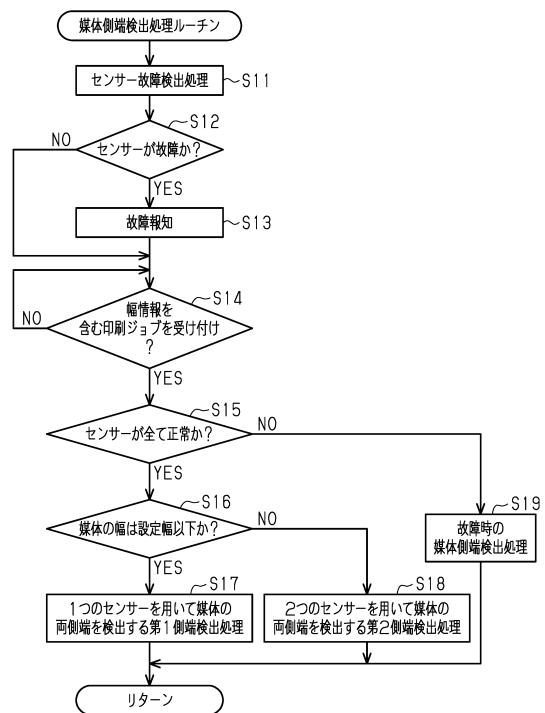 媒体側端検出処理ルーチン
センサー故障検出処理
S11
S12
センサーが故障か?
NO
YES
故障報知
S13
S14
幅情報を
含む印刷ジョブを受け付け
?
NO
YES
S15
センサーが全て正常か?
NO
YES
S16
媒体の幅は設定幅以下か?
NO
YES
S19
故障時の
媒体側端検出処理
S17
1つのセンサーを用いて媒体の
両側端を検出する第1側端検出処理
S18
2つのセンサーを用いて媒体の
両側端を検出する第2側端検出処理
リターン